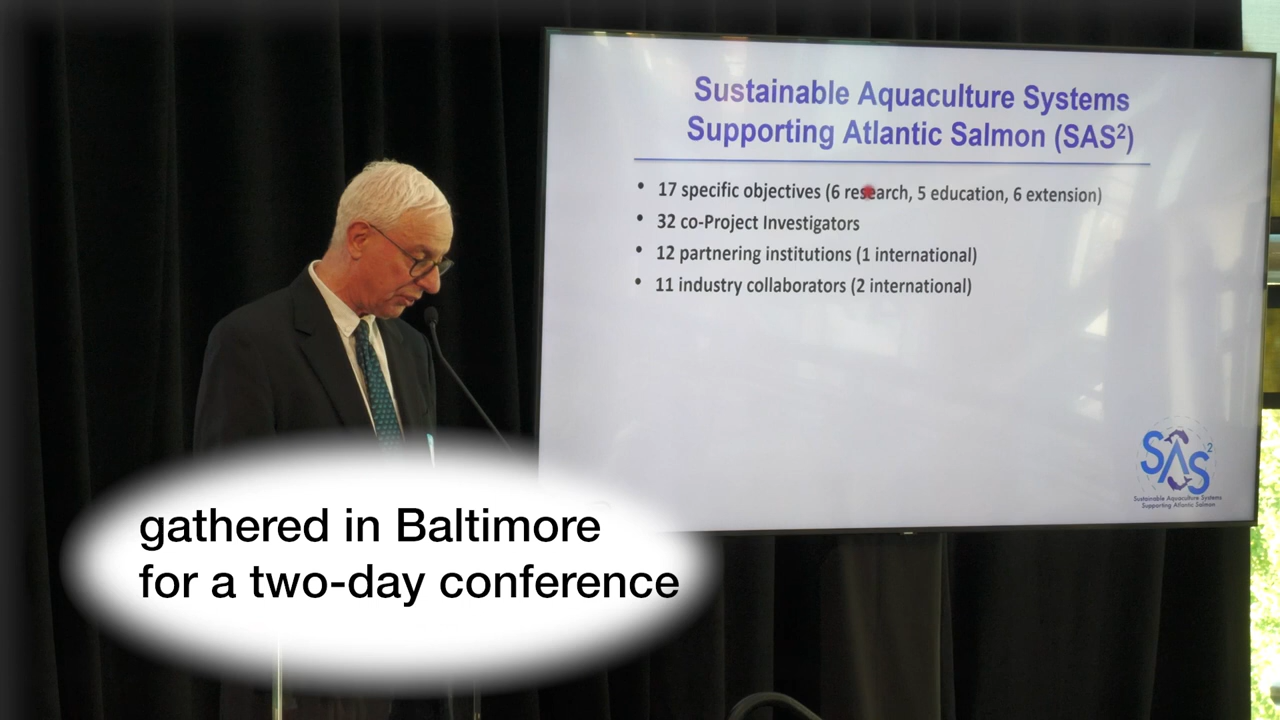 Sustainable Aquaculture Systems
Supporting Atlantic Salmon (SAS²)
• 17 specific objectives (6 research, 5 education, 6 extension)
• 32 co-Project Investigators
• 12 partnering institutions (1 international)
• 11 industry collaborators (2 international)
SAS²
Sustainable Aquaculture Systems
Supporting Atlantic Salmon
gathered in Baltimore
for a two-day conference